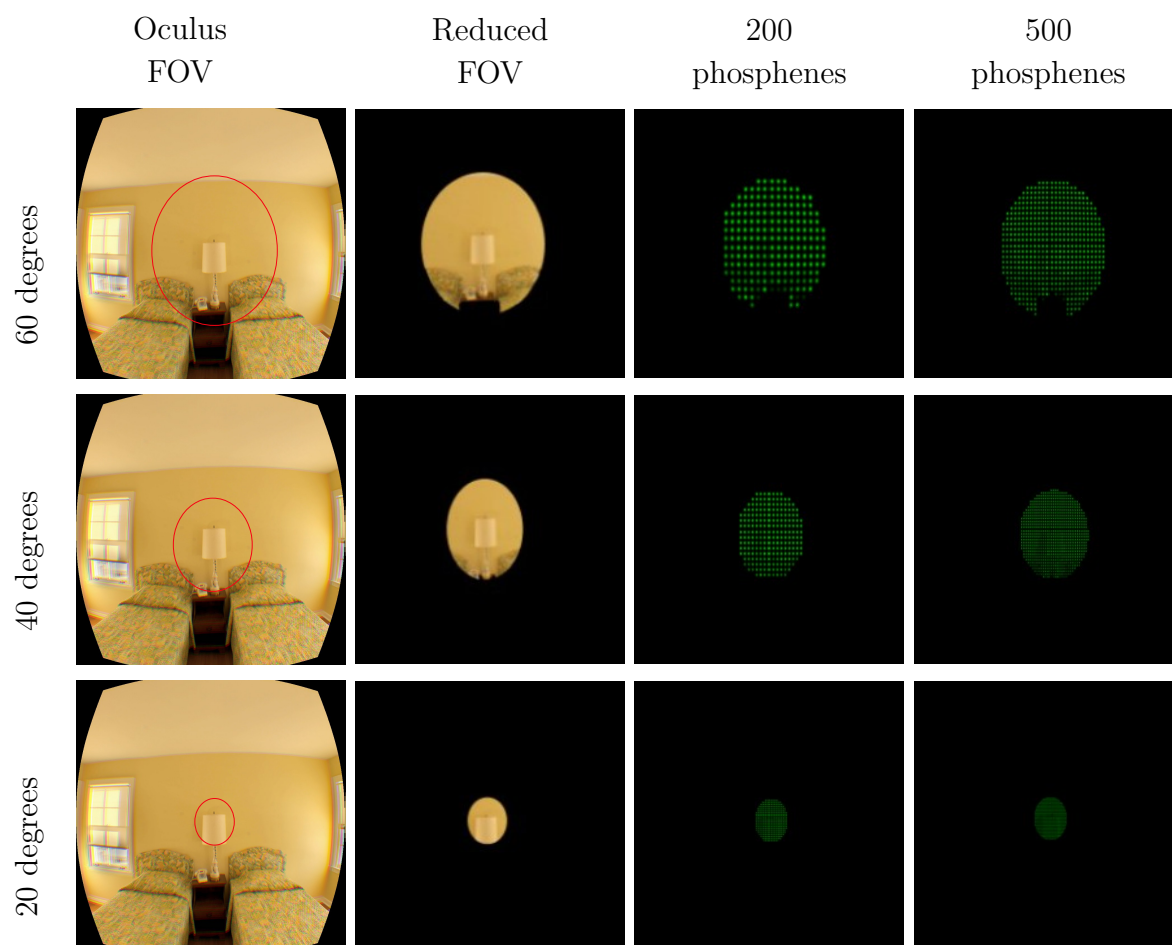 Oculus
FOV
Reduced
FOV
200
phosphenes
500
phosphenes
60 degrees
40 degrees
20 degrees